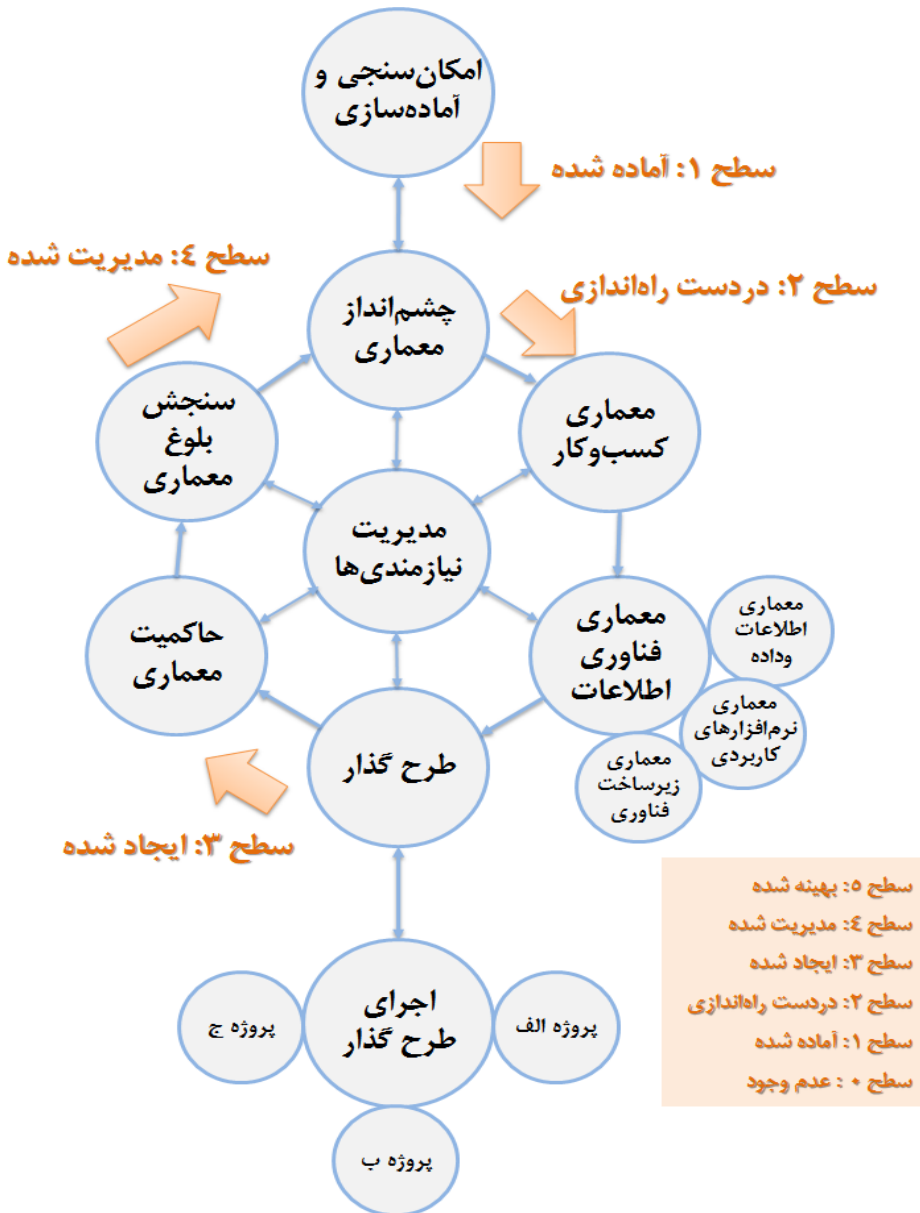 امکان‌سنجی و
آماده‌سازی
سطح ۱: آماده شده
سطح ٤: مدیریت شده
چشم‌انداز
معماری
سطح ۲: دردست راه‌اندازی
سنجش
بلوغ
معماری
معماری
کسب‌وکار
مدیریت
نیازمندی‌ها
حاکمیت
معماری
معماری
فناوری
اطلاعات
معماری
اطلاعات
وداده
معماری
نرم‌افزارهای
کاربردی
معماری
زیرساخت
فناوری
طرح گذار
سطح ۳: ایجاد شده
سطح ٥: بهینه شده
سطح ٤: مدیریت شده
سطح ۳: ایجاد شده
سطح ۲: دردست راه‌اندازی
سطح ۱: آماده شده
سطح ۰ : عدم وجود
اجرای
طرح گذار
پروژه الف
پروژه ج
پروژه ب